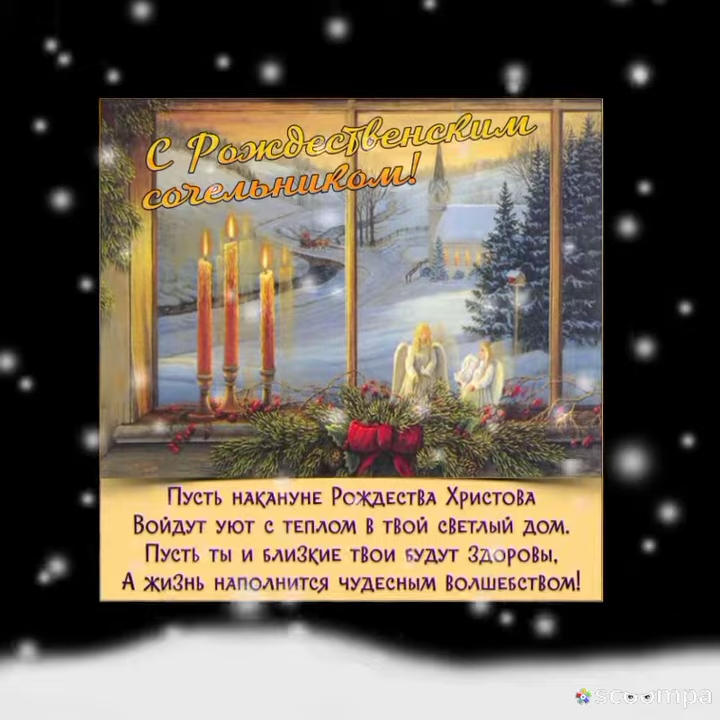 С Рождественским
сочельником!
Пусть накануне Рождества Христова
Войдут уют с теплом в твой светлый дом.
Пусть ты и близкие твои будут здоровы,
А жизнь наполнится чудесным волшебством!
scoompa